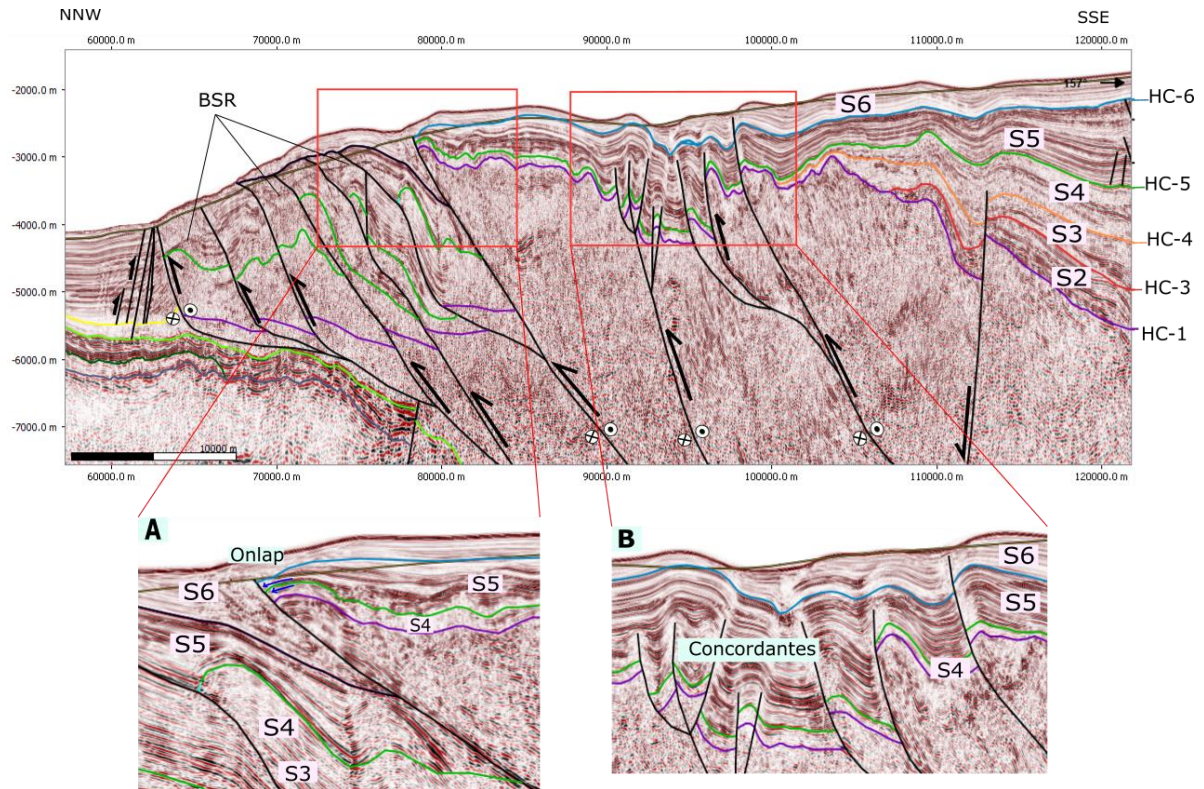 NNW
SSE
60000.0 m 70000.0 m 80000.0 m 90000.0 m 100000.0 m 110000.0 m 120000.0 m
157°
-2000.0 m
BSR
S6
HC-6
-3000.0 m
S5
HC-5
S4
-4000.0 m
HC-4
S3
S2
HC-3
-5000.0 m
HC-1
-6000.0 m
-7000.0 m
10000 m
60000.0 m 70000.0 m 80000.0 m 90000.0 m 100000.0 m 110000.0 m 120000.0 m
A
Onlap
S6
S5
S4
S5
S4
S3
B
S6
S5
Concordantes
S4